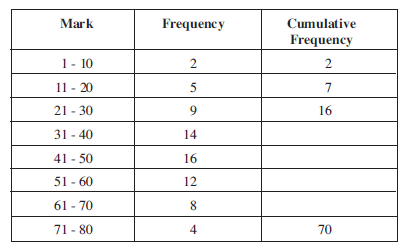 Mark Frequency Cumulative Frequency
1 - 10 2 2
11 - 20 5 7
21 - 30 9 16
31 - 40 14
41 - 50 16
51 - 60 12
61 - 70 8
71 - 80 4 70